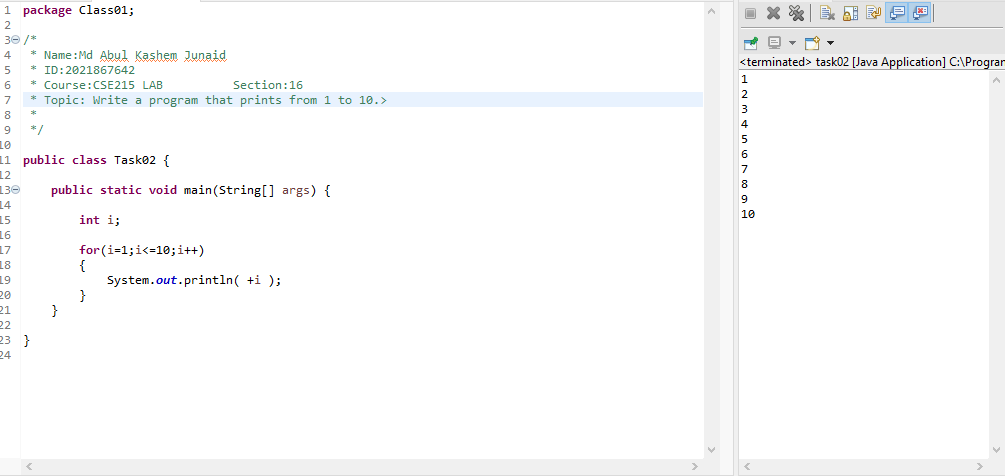 1 package Class01;
2
3 /*
4 * Name:Md Abul Kashem Junaid
5 * ID:2021867642
6 * Course:CSE215 LAB Section:16
7 * Topic: Write a program that prints from 1 to 10.>
8 *
9 */
10
11 public class Task02 {
12
13 public static void main(String[] args) {
14
15 int i;
16
17 for(i=1;i<=10;i++)
18 {
19 System.out.println( +i );
20 }
21 }
22
23 }
24
<terminated> task02 [Java Application] C:\Program
1
2
3
4
5
6
7
8
9
10